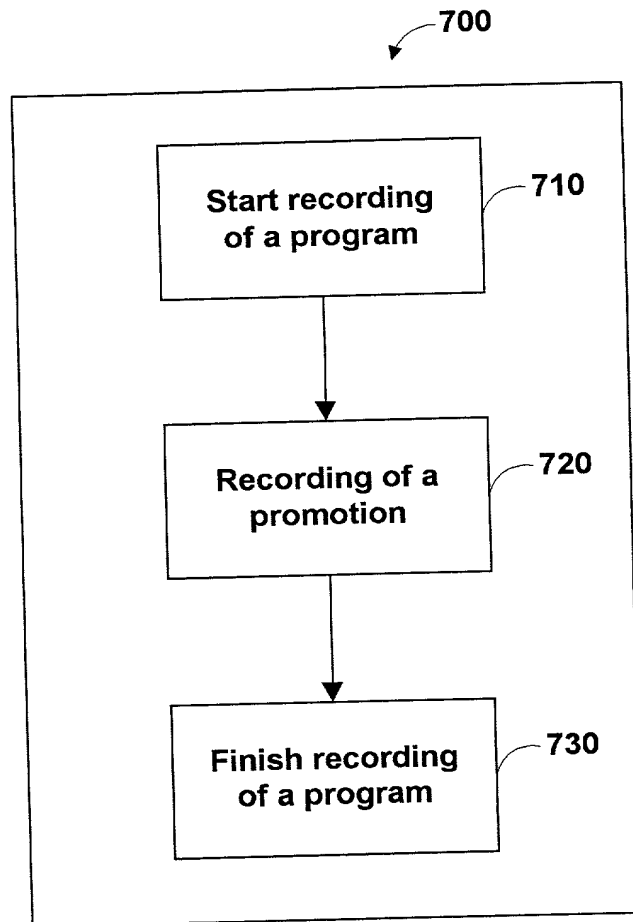 700
Start recording
of a program
710
Recording of a
promotion
720
Finish recording
of a program
730